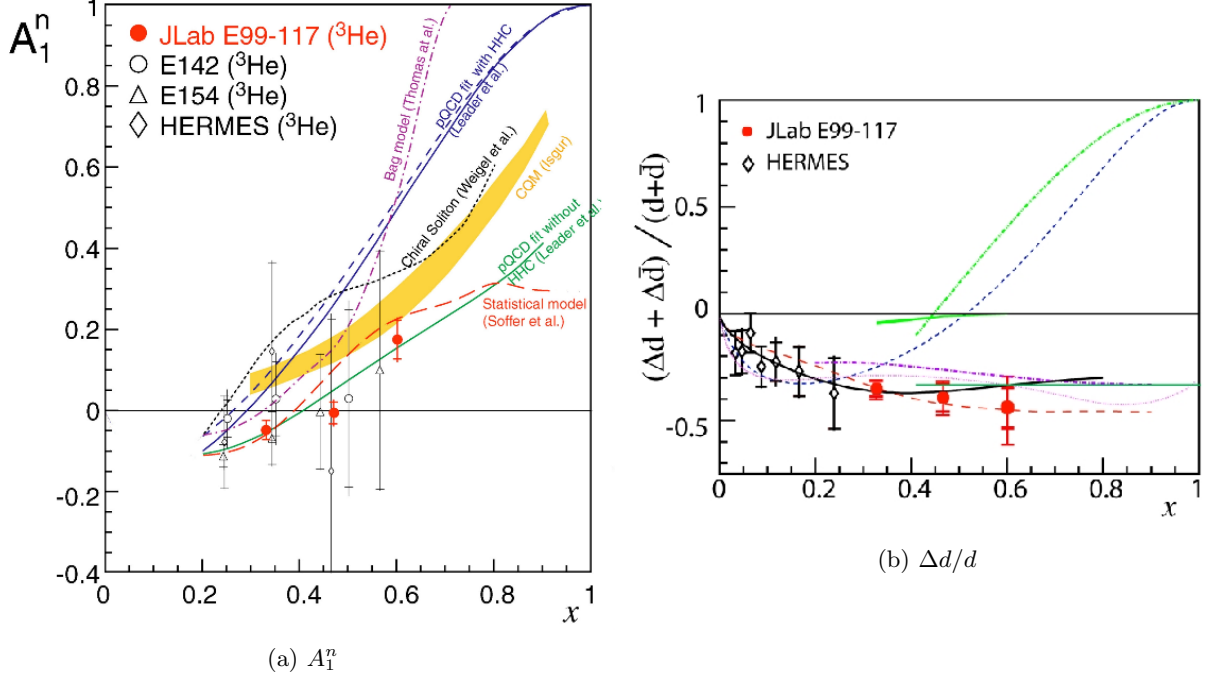 A₁ⁿ
1
0.8
0.6
0.4
0.2
0
-0.2
-0.4
0
0.2
0.4
0.6
0.8
1
x
JLab E99-117 (³He)
E142 (³He)
E154 (³He)
HERMES (³He)
Bag model (Thomas at al.)
pQCD fit with HHC
(Leader et al.)
Chiral Soliton (Weigel et al.)
CQM (Isgur)
pQCD fit without
HHC (Leader et al.)
Statistical model
(Soffer et al.)
(a) A₁ⁿ
(Δd + Δd̄) / (d+d̄)
1
0.5
0
-0.5
0
0.2
0.4
0.6
0.8
1
x
JLab E99-117
HERMES
(b) Δd/d